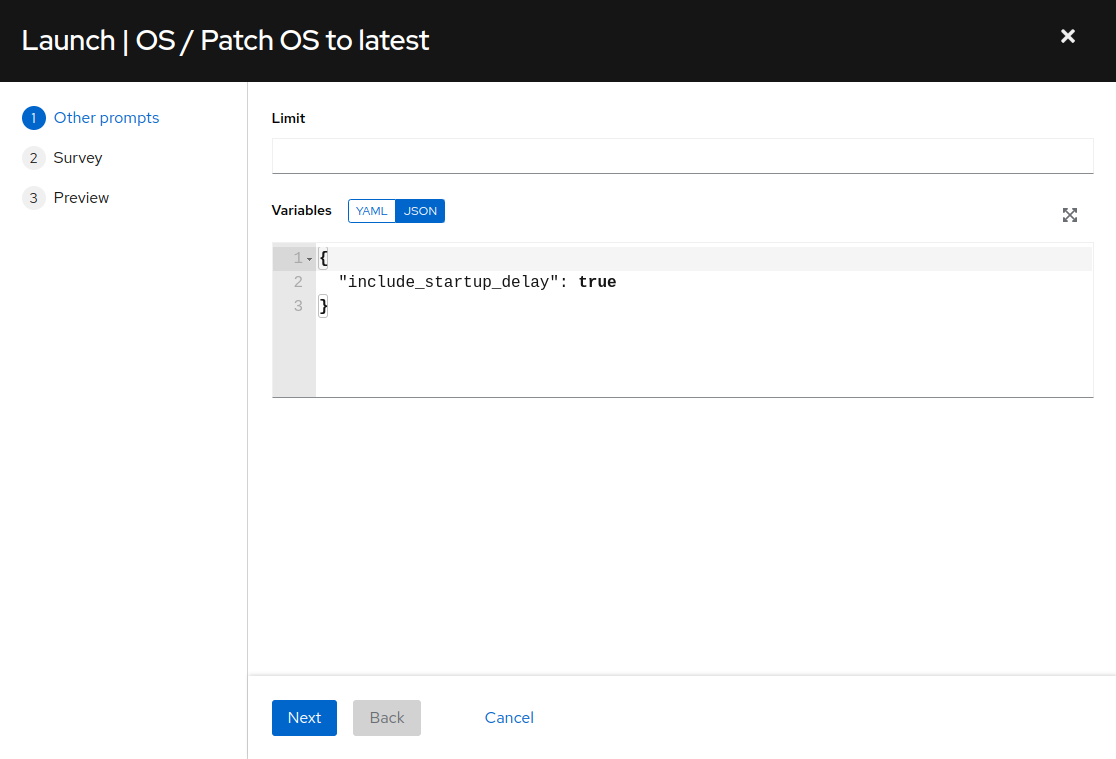 Launch | OS / Patch OS to latest
1 Other prompts
2 Survey
3 Preview
Limit
Variables YAML JSON
1 {
2 "include_startup_delay": true
3 }
Next Back Cancel